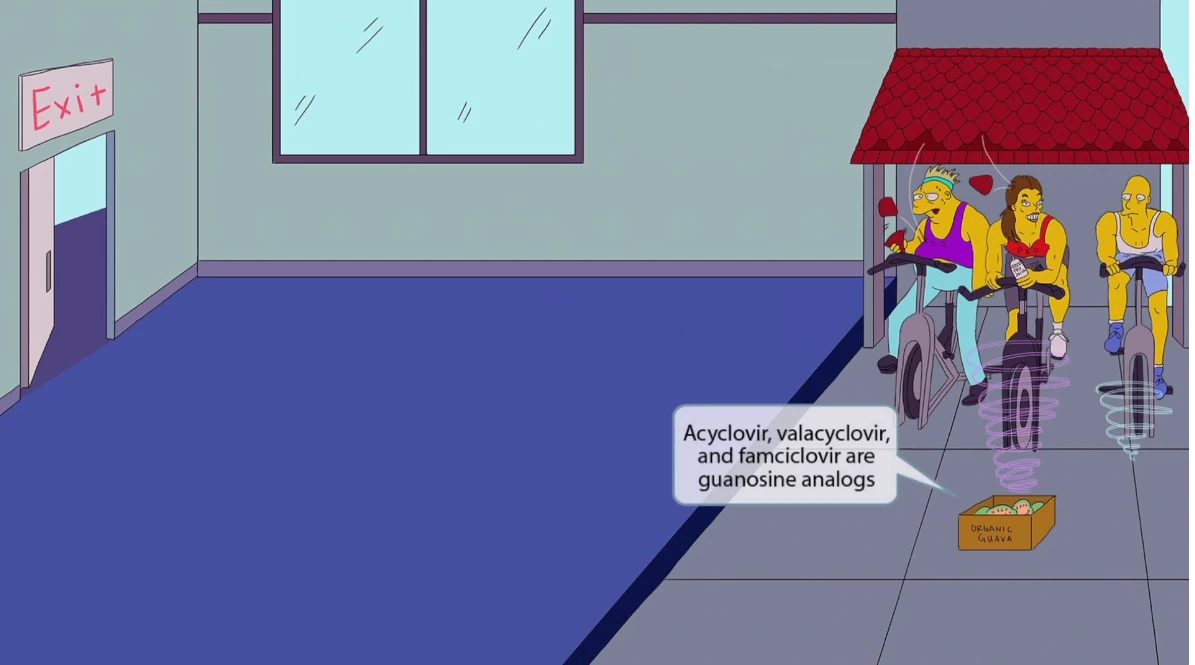 Exit
Acyclovir, valacyclovir,
and famciclovir are
guanosine analogs
ORGANIC
GUAVA